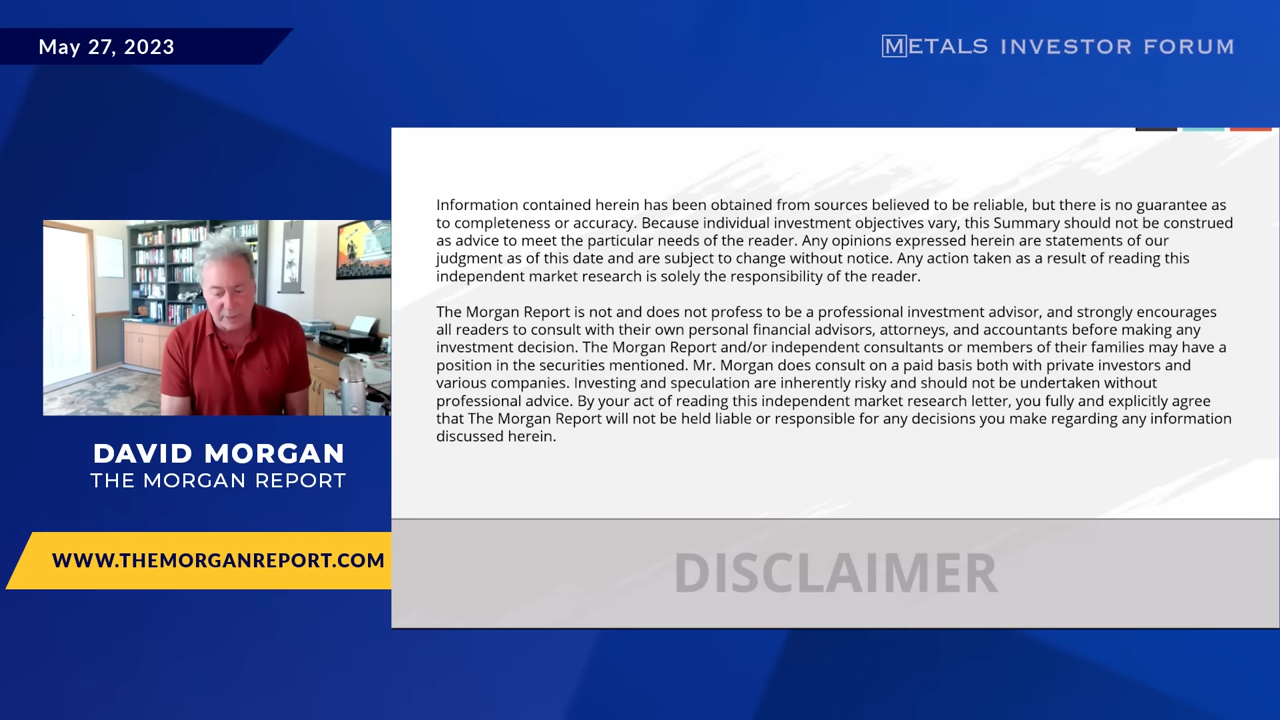 May 27, 2023
METALS INVESTOR FORUM
Information contained herein has been obtained from sources believed to be reliable, but there is no guarantee as
to completeness or accuracy. Because individual investment objectives vary, this Summary should not be construed
as advice to meet the particular needs of the reader. Any opinions expressed herein are statements of our
judgment as of this date and are subject to change without notice. Any action taken as a result of reading this
independent market research is solely the responsibility of the reader.
The Morgan Report is not and does not profess to be a professional investment advisor, and strongly encourages
all readers to consult with their own personal financial advisors, attorneys, and accountants before making any
investment decision. The Morgan Report and/or independent consultants or members of their families may have a
position in the securities mentioned. Mr. Morgan does consult on a paid basis both with private investors and
various companies. Investing and speculation are inherently risky and should not be undertaken without
professional advice. By your act of reading this independent market research letter, you fully and explicitly agree
that The Morgan Report will not be held liable or responsible for any decisions you make regarding any information
discussed herein.
DISCLAIMER
DAVID MORGAN
THE MORGAN REPORT
WWW.THEMORGANREPORT.COM